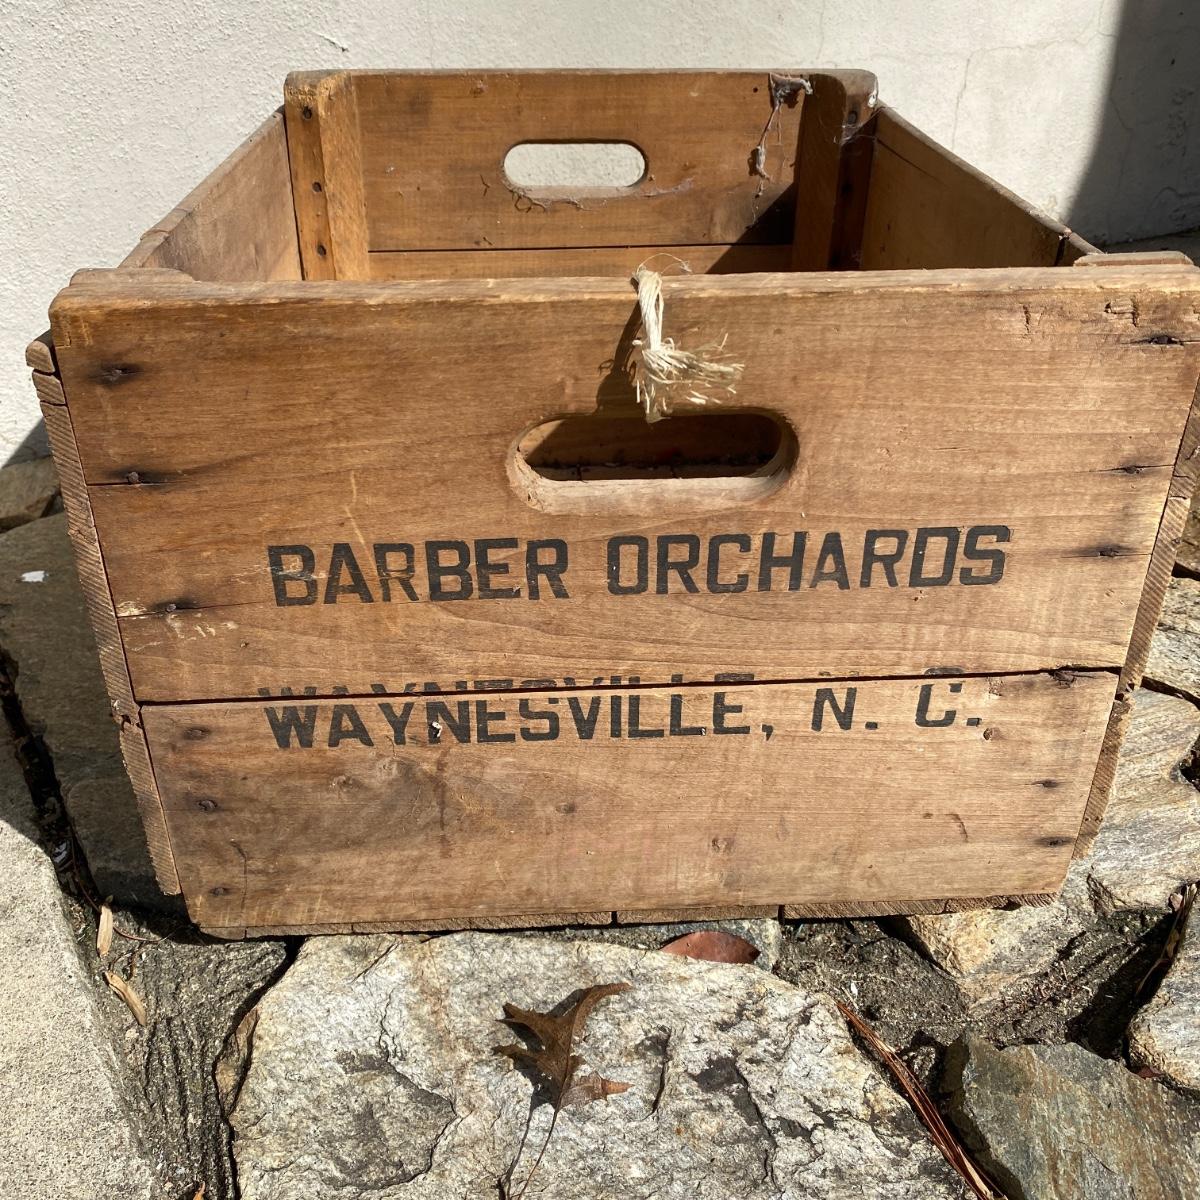 BARBER ORCHARDS
WAYNESVILLE, N. C.